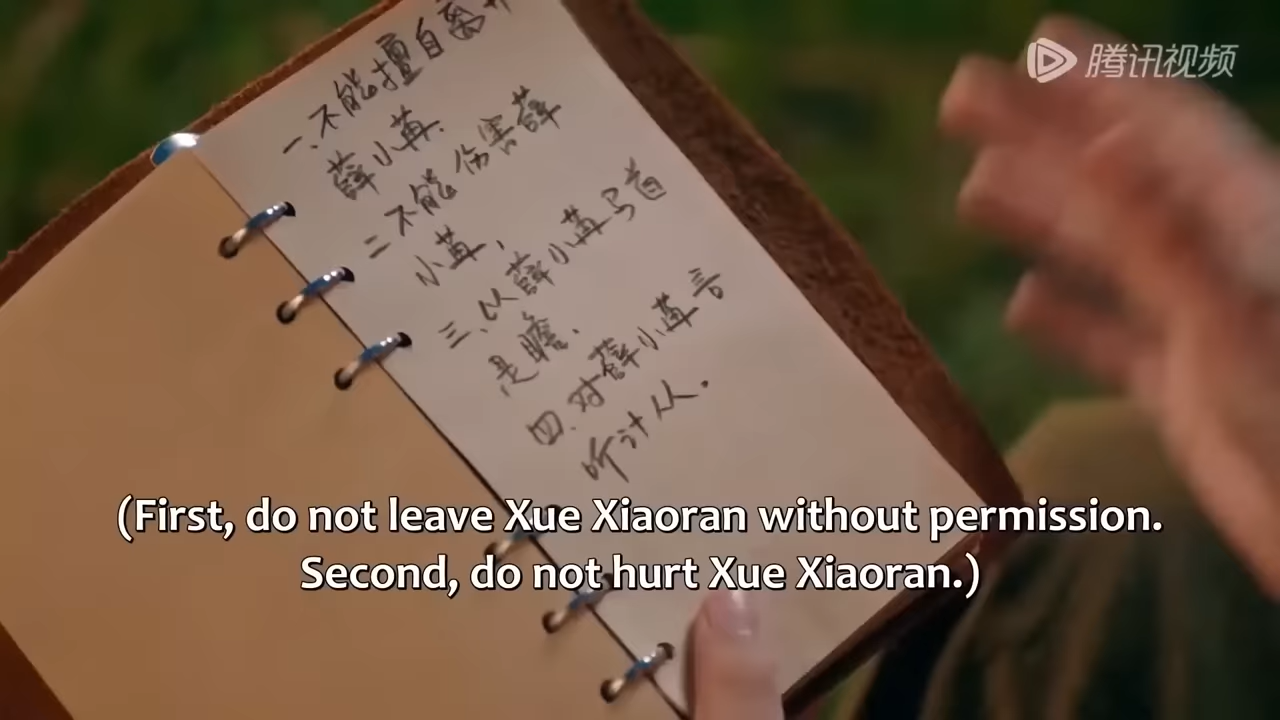 腾讯视频
一.不能擅自离
薛小苒.
二 不能伤害薛
小苒,
三.以薛小苒马首
是瞻.
四.对薛小苒言
听计从.
(First, do not leave Xue Xiaoran without permission.
Second, do not hurt Xue Xiaoran.)